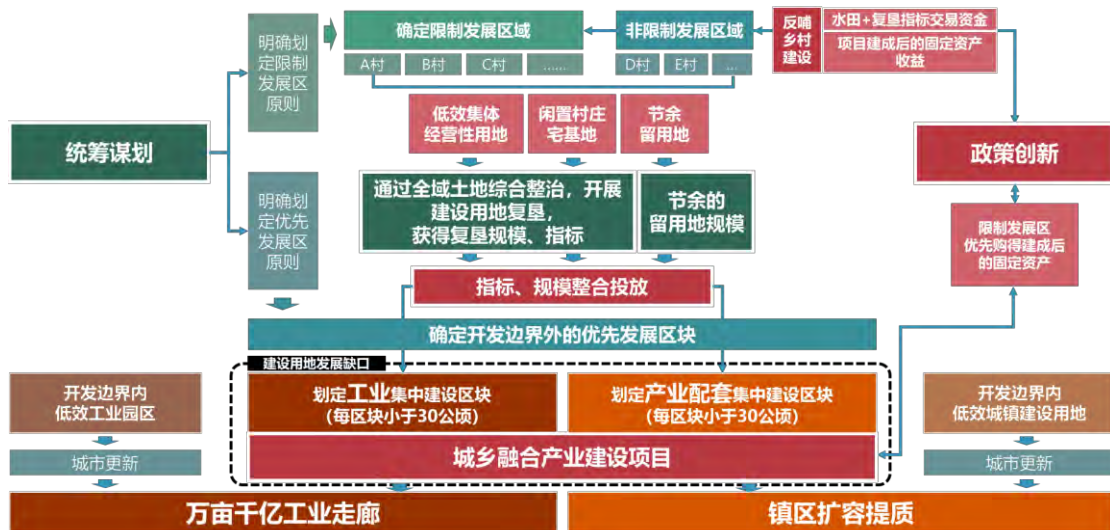 明确划
定限制
发展区
原则
确定限制发展区域
A村
B村
C村
……
非限制发展区域
D村
E村
…
反哺
乡村
建设
水田+复垦指标交易资金
项目建成后的固定资产
收益
统筹谋划
低效集体
经营性用地
闲置村庄
宅基地
节余
留用地
政策创新
明确划
定优先
发展区
原则
通过全域土地综合整治，开展
建设用地复垦，
获得复垦规模、指标
节余的
留用地规模
限制发展区
优先购得建成后
的固定资产
指标、规模整合投放
确定开发边界外的优先发展区块
建设用地发展缺口
开发边界内
低效工业园区
划定工业集中建设区块
(每区块小于30公顷)
划定产业配套集中建设区块
(每区块小于30公顷)
开发边界内
低效城镇建设用地
城市更新
城乡融合产业建设项目
城市更新
万亩千亿工业走廊
镇区扩容提质